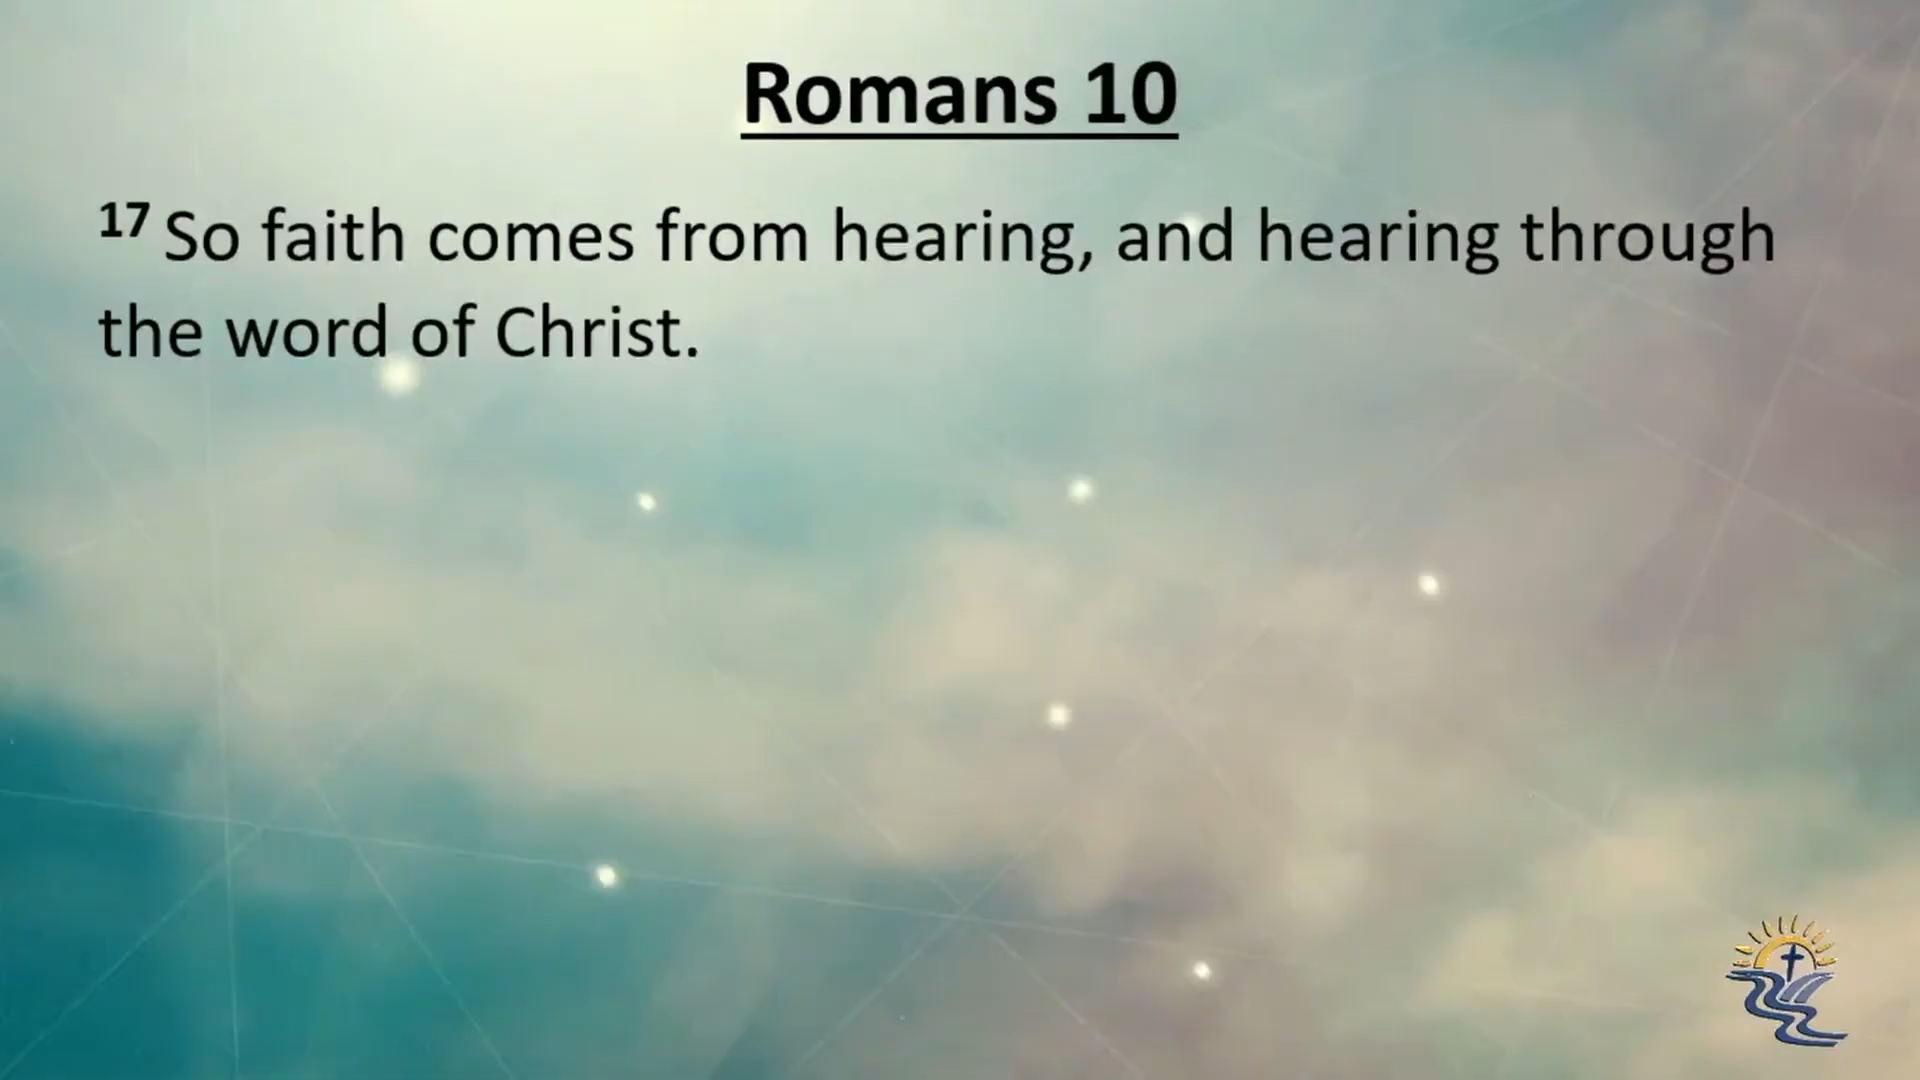 Romans 10
17 So faith comes from hearing, and hearing through
the word of Christ.